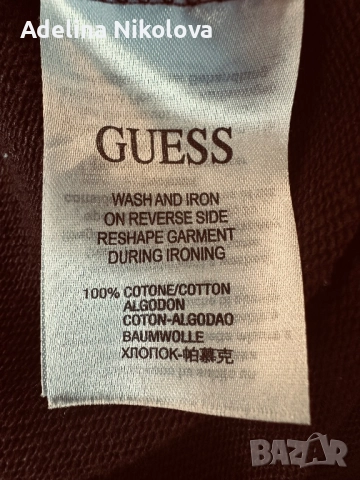 Adelina Nikolova
GUESS
WASH AND IRON
ON REVERSE SIDE
RESHAPE GARMENT
DURING IRONING
100% COTONE/COTTON
ALGODON
COTON-ALGODAO
BAUMWOLLE
ХЛОПОК-帕慕克
BAZAR